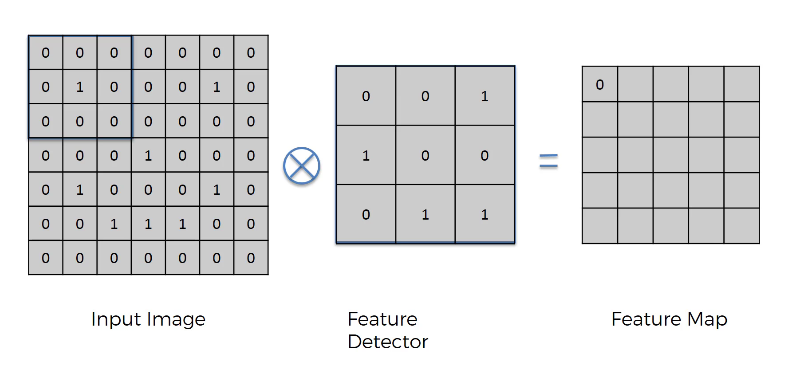 0 0 0 0 0 0 0
0 1 0 0 0 1 0
0 0 0 0 0 0 0
0 0 0 1 0 0 0
0 1 0 0 0 1 0
0 0 1 1 1 0 0
0 0 0 0 0 0 0
Input Image
0 0 1
1 0 0
0 1 1
Feature
Detector
=
0
Feature Map